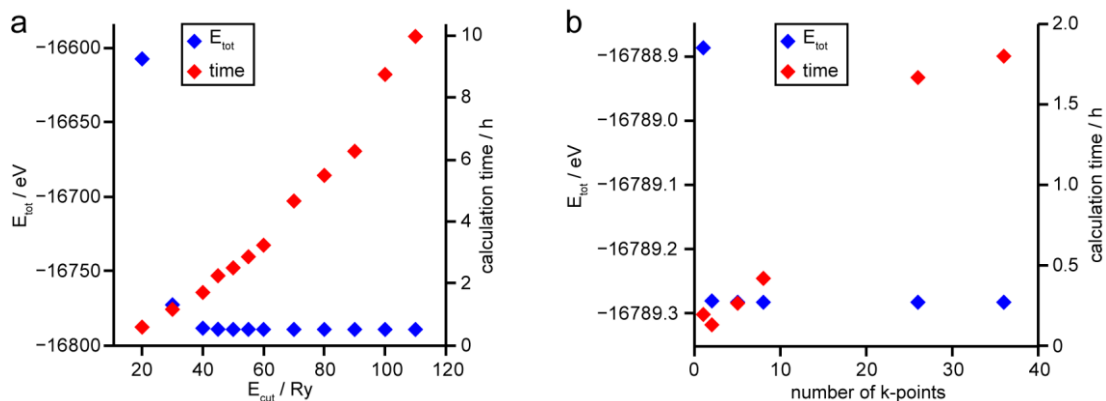 a
E_tot
time
−16600
−16650
−16700
−16750
−16800
E_tot / eV
20
40
60
80
100
120
E_cut / Ry
10
8
6
4
2
0
calculation time / h
b
E_tot
time
−16788.9
−16789.0
−16789.1
−16789.2
−16789.3
E_tot / eV
0
10
20
30
40
number of k-points
2.0
1.5
1.0
0.5
0
calculation time / h